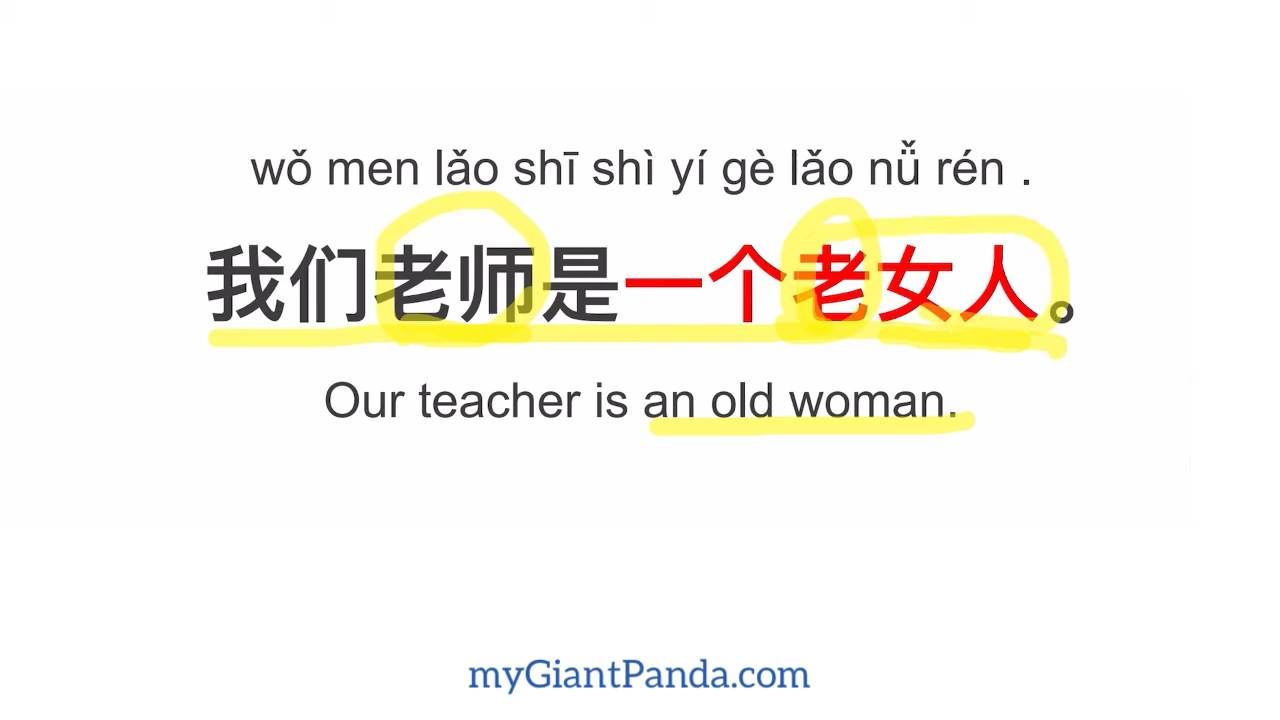 wǒ men lǎo shī shì yí gè lǎo nǚ rén .
我们老师是一个老女人。
Our teacher is an old woman.
myGiantPanda.com